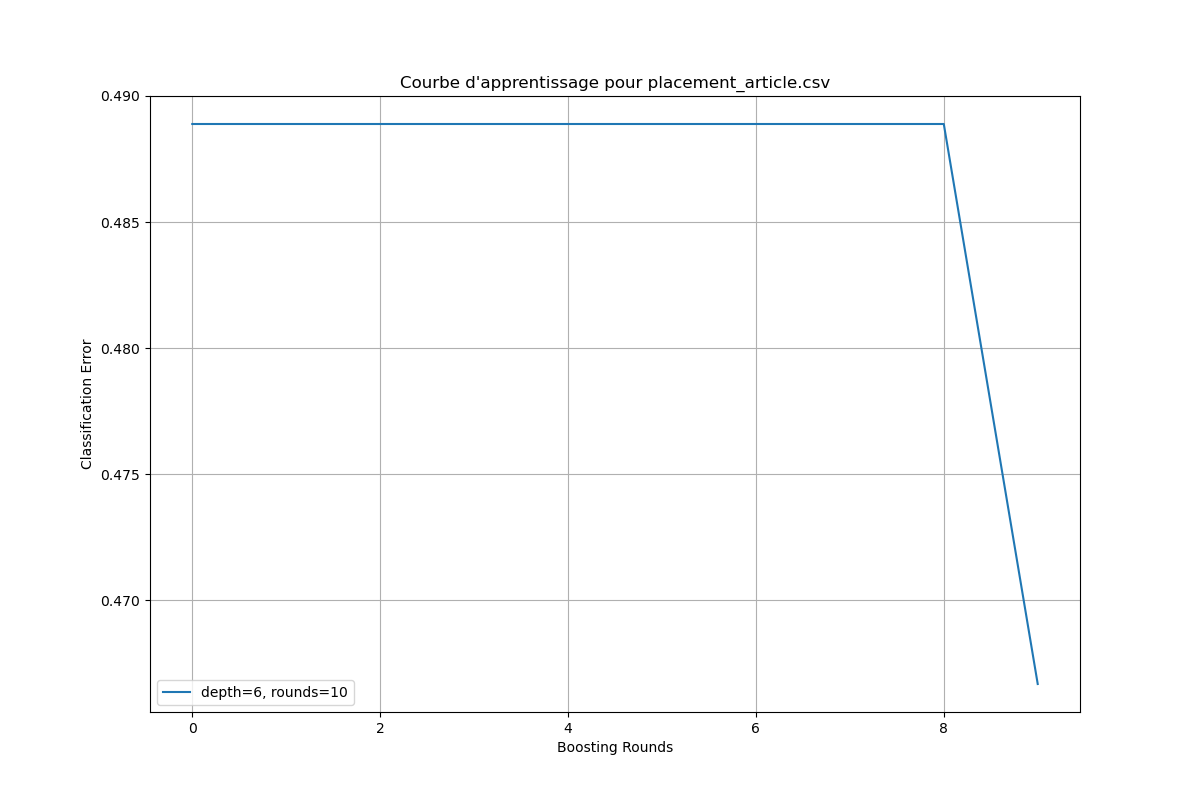 Courbe d'apprentissage pour placement_article.csv
0.490
0.485
0.480
0.475
0.470
Classification Error
depth=6, rounds=10
0 2 4 6 8
Boosting Rounds